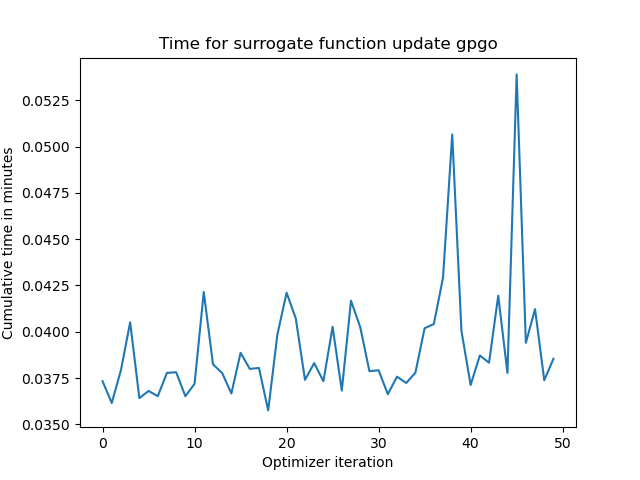 Time for surrogate function update gpgo
Cumulative time in minutes
0.0525
0.0500
0.0475
0.0450
0.0425
0.0400
0.0375
0.0350
0 10 20 30 40 50
Optimizer iteration